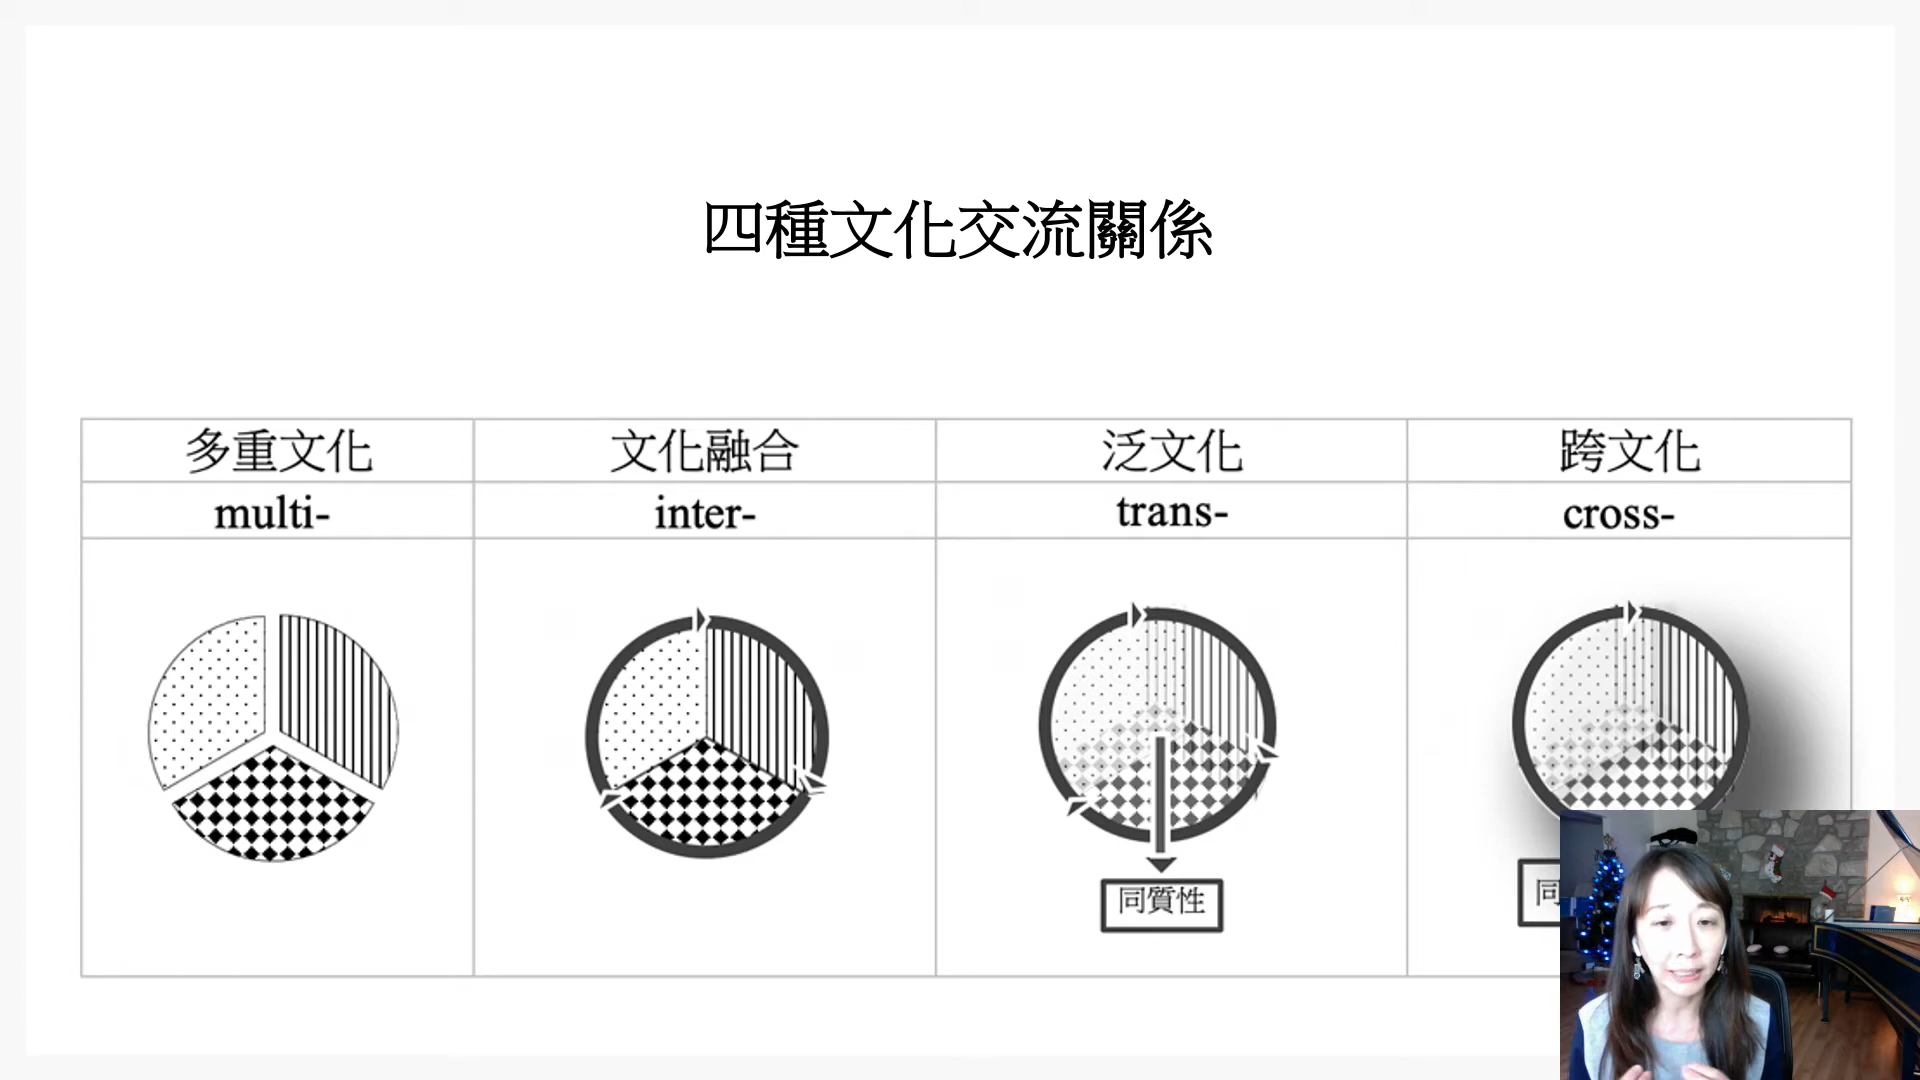 四種文化交流關係
多重文化 文化融合 泛文化 跨文化
multi- inter- trans- cross-
同質性 同